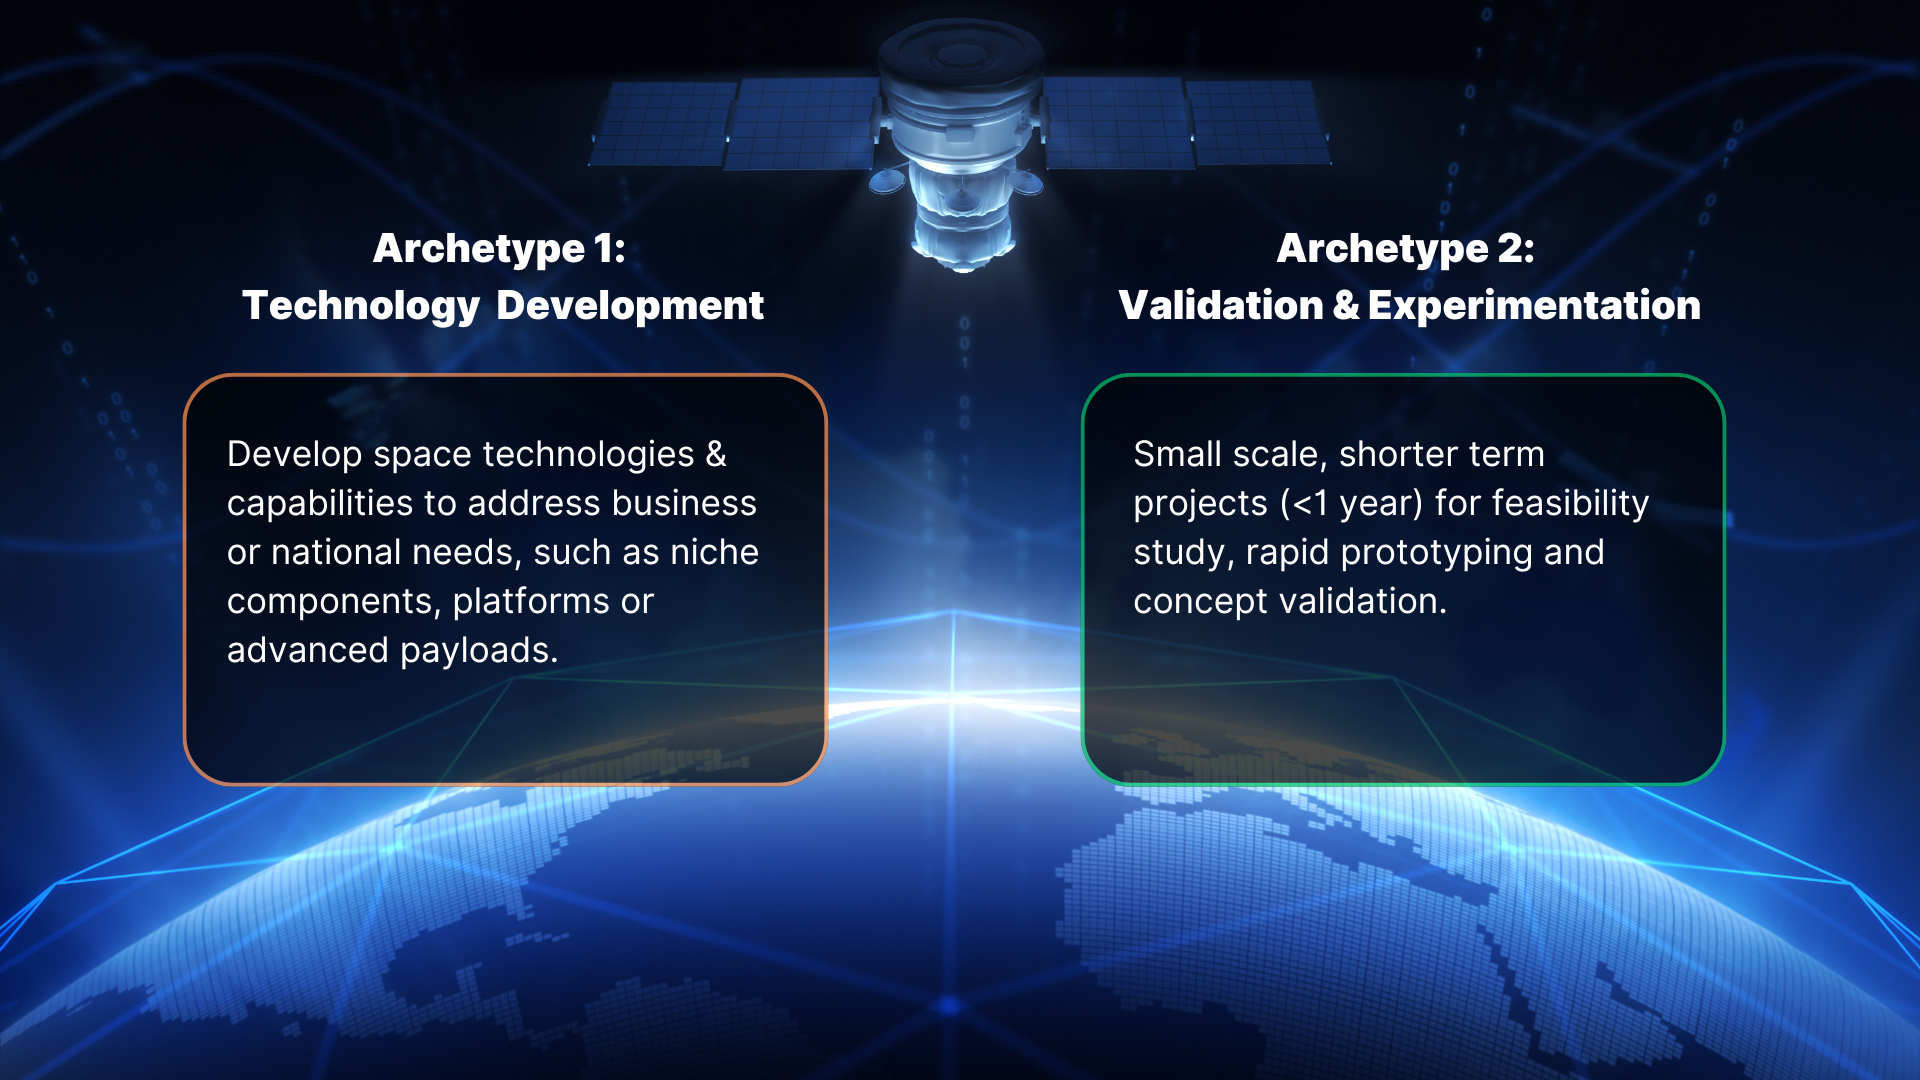 Archetype 1:
Technology Development
Develop space technologies &
capabilities to address business
or national needs, such as niche
components, platforms or
advanced payloads.
Archetype 2:
Validation & Experimentation
Small scale, shorter term
projects (<1 year) for feasibility
study, rapid prototyping and
concept validation.